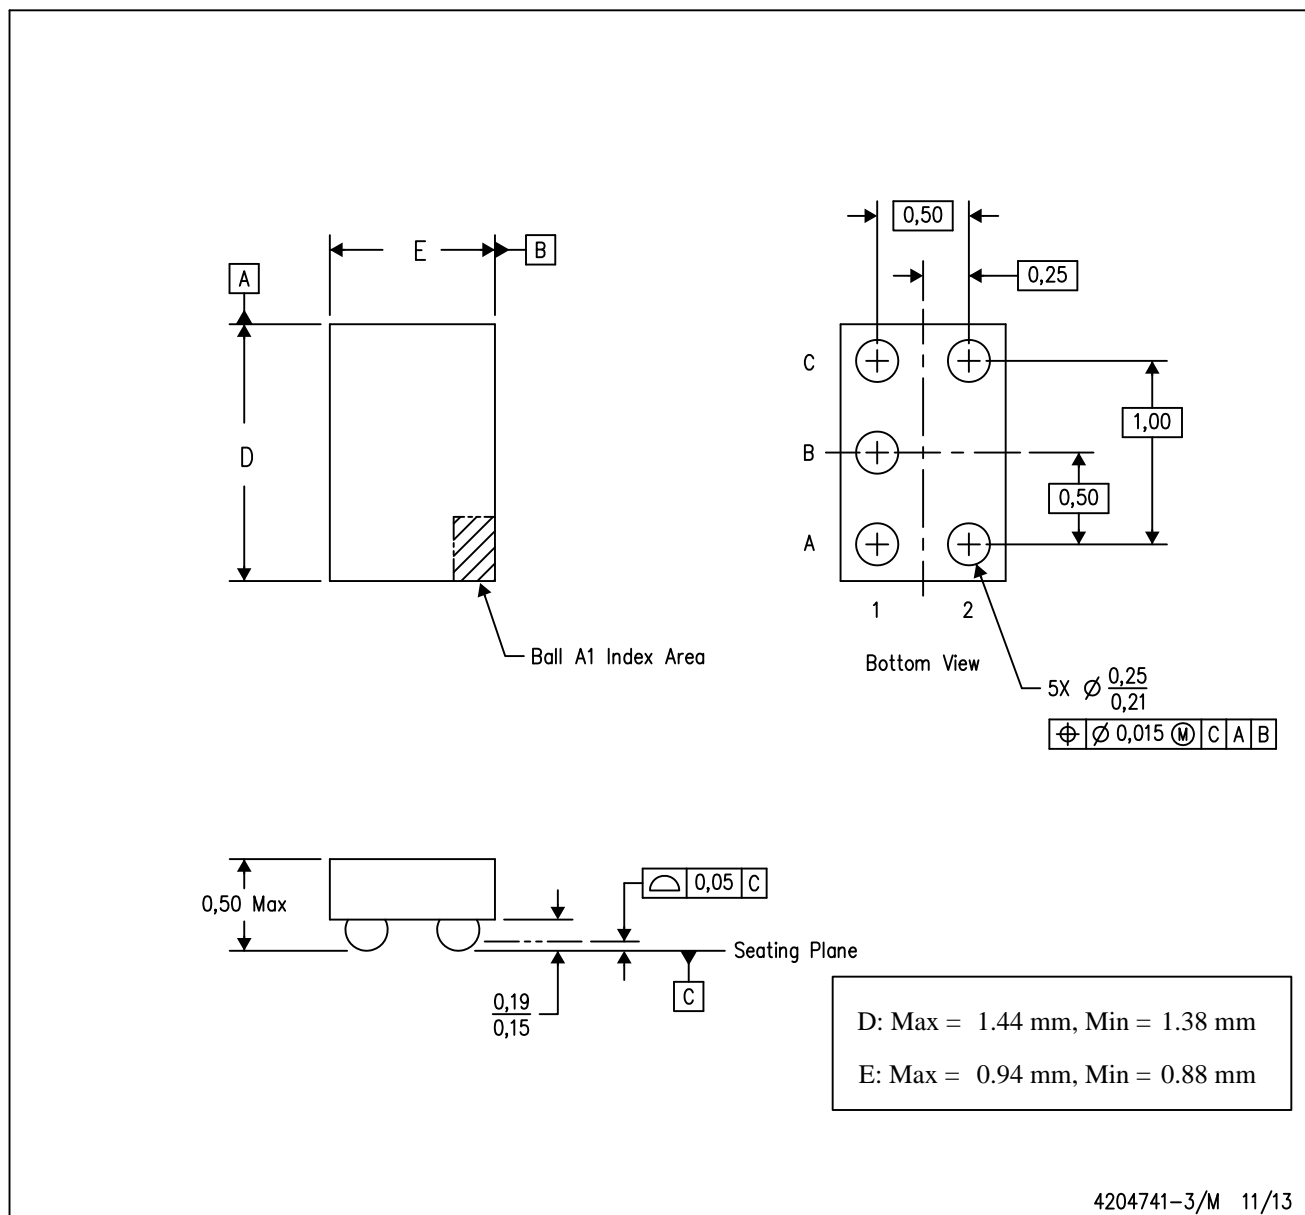 0,50
E
B
A
0,25
C
1,00
D
B
0,50
A
1
2
Ball A1 Index Area
Bottom View
5X Ø 0,25
0,21
⌖ Ø 0,015 Ⓜ C A B
⌓ 0,05 C
0,50 Max
Seating Plane
C
0,19
0,15
D: Max = 1.44 mm, Min = 1.38 mm
E: Max = 0.94 mm, Min = 0.88 mm
4204741-3/M 11/13